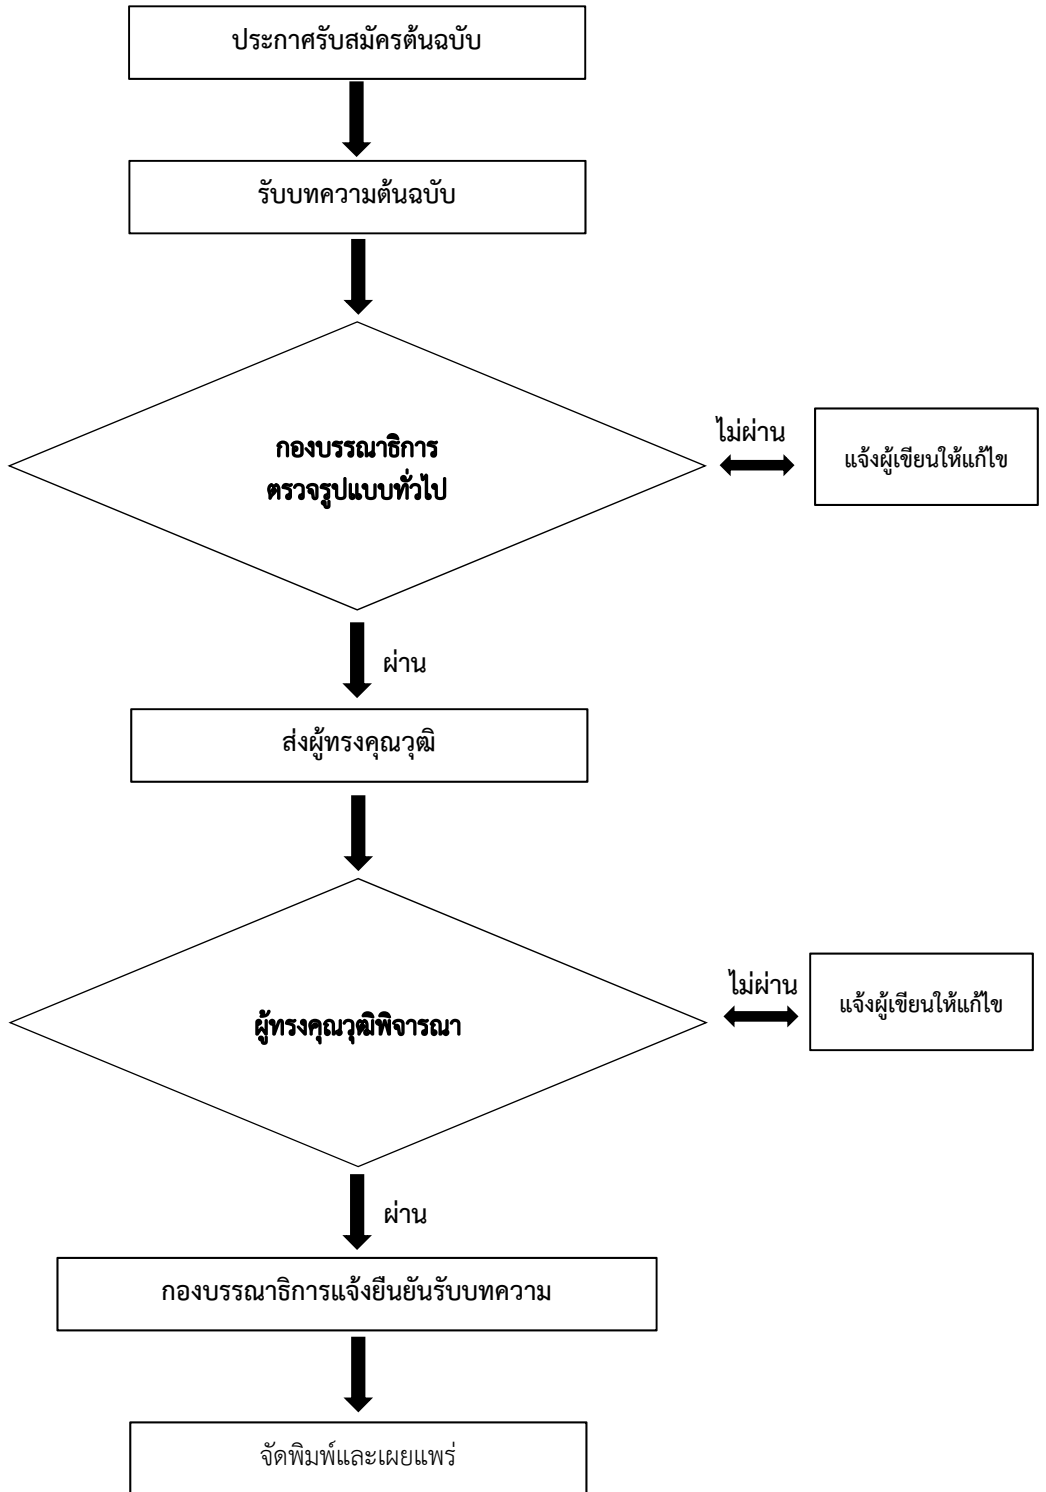 ประกาศรับสมัครต้นฉบับ
รับบทความต้นฉบับ
กองบรรณาธิการ
ตรวจรูปแบบทั่วไป
ไม่ผ่าน
แจ้งผู้เขียนให้แก้ไข
ผ่าน
ส่งผู้ทรงคุณวุฒิ
ผู้ทรงคุณวุฒิพิจารณา
ไม่ผ่าน
แจ้งผู้เขียนให้แก้ไข
ผ่าน
กองบรรณาธิการแจ้งยืนยันรับบทความ
จัดพิมพ์และเผยแพร่